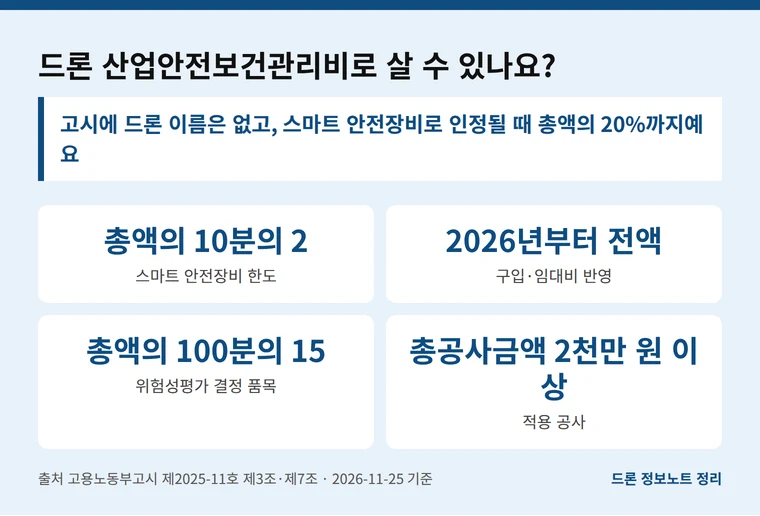 드론 산업안전보건관리비로 살 수 있나요?
고시에 드론 이름은 없고, 스마트 안전장비로 인정될 때 총액의 20%까지예
요
총액의 10분의 2
스마트 안전장비 한도
2026년부터 전액
구입·임대비 반영
총액의 100분의 15
위험성평가 결정 품목
총공사금액 2천만 원 이
상
적용 공사
출처 고용노동부고시 제2025-11호 제3조·제7조 · 2026-11-25 기준
드론 정보노트 정리